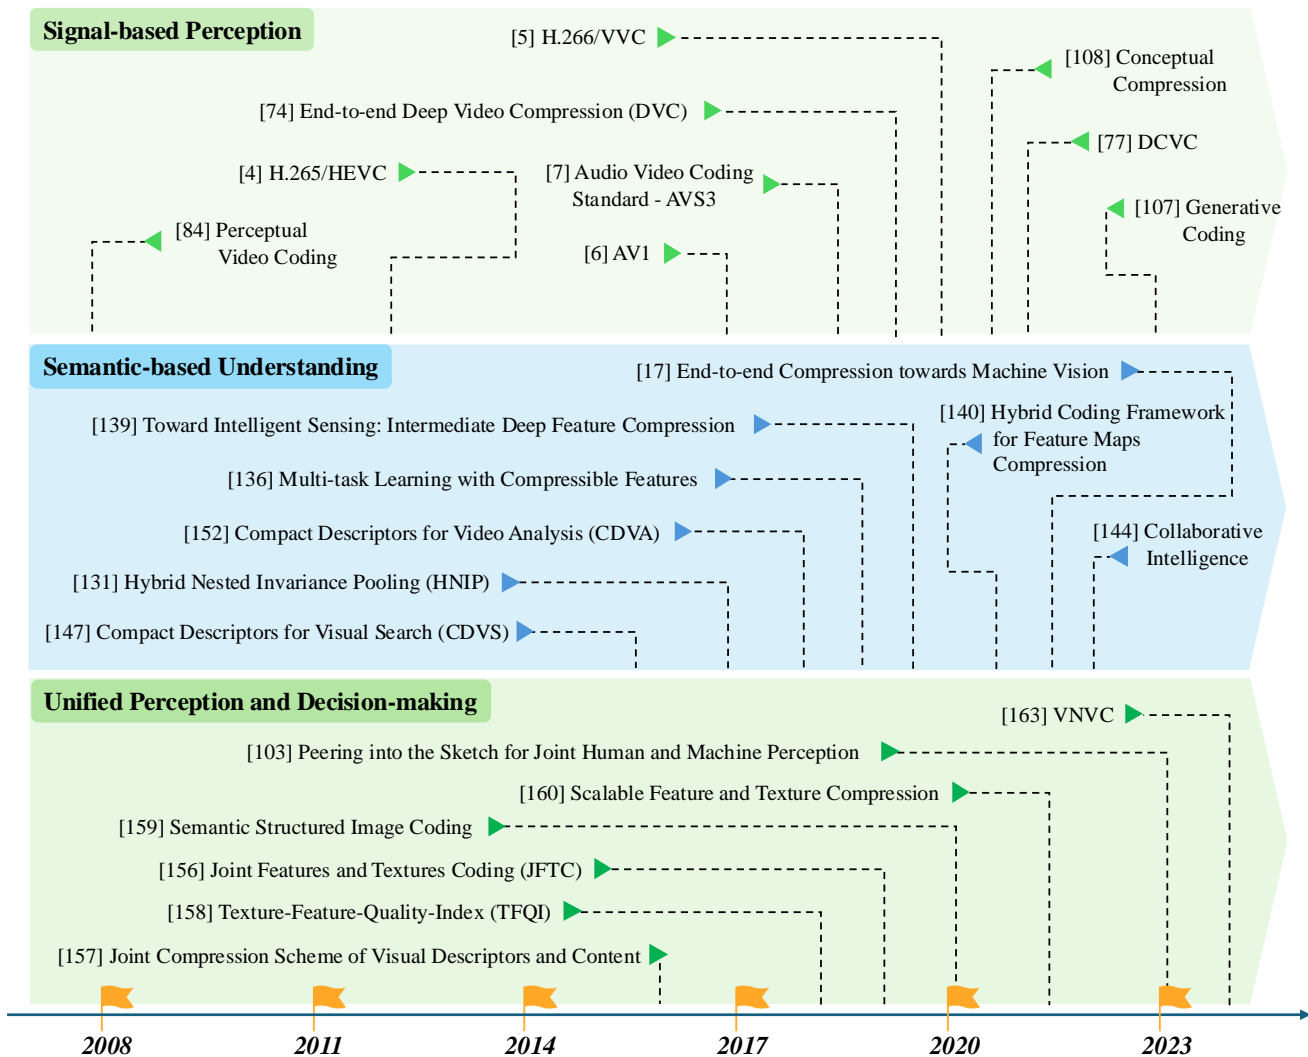 Signal-based Perception
[5] H.266/VVC
[108] Conceptual
Compression
[74] End-to-end Deep Video Compression (DVC)
[77] DCVC
[4] H.265/HEVC
[7] Audio Video Coding
Standard - AVS3
[107] Generative
Coding
[84] Perceptual
Video Coding
[6] AV1
Semantic-based Understanding
[17] End-to-end Compression towards Machine Vision
[139] Toward Intelligent Sensing: Intermediate Deep Feature Compression
[140] Hybrid Coding Framework
for Feature Maps
Compression
[136] Multi-task Learning with Compressible Features
[152] Compact Descriptors for Video Analysis (CDVA)
[144] Collaborative
Intelligence
[131] Hybrid Nested Invariance Pooling (HNIP)
[147] Compact Descriptors for Visual Search (CDVS)
Unified Perception and Decision-making
[163] VNVC
[103] Peering into the Sketch for Joint Human and Machine Perception
[160] Scalable Feature and Texture Compression
[159] Semantic Structured Image Coding
[156] Joint Features and Textures Coding (JFTC)
[158] Texture-Feature-Quality-Index (TFQI)
[157] Joint Compression Scheme of Visual Descriptors and Content
2008
2011
2014
2017
2020
2023